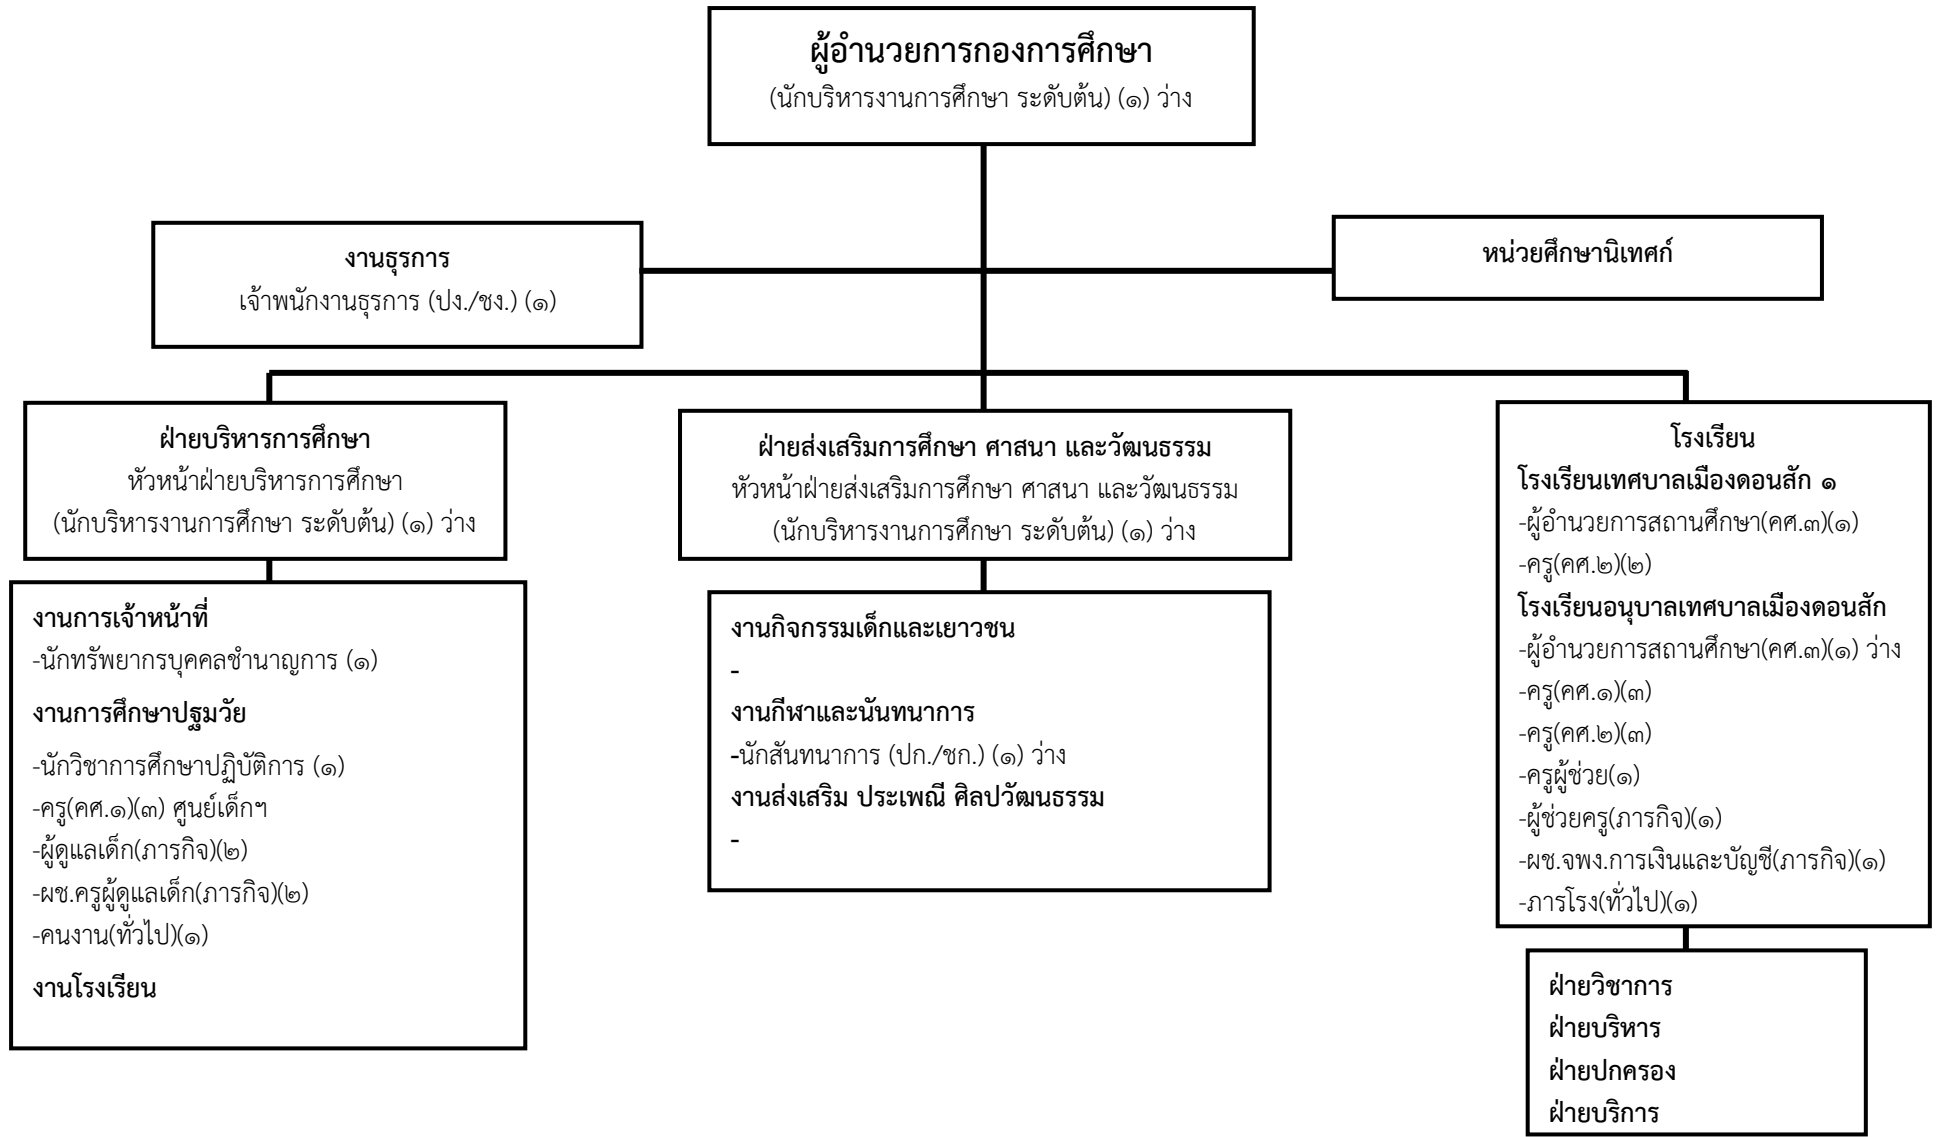 ผู้อำนวยการกองการศึกษา
(นักบริหารงานการศึกษา ระดับต้น) (๑) ว่าง
งานธุรการ
เจ้าพนักงานธุรการ (ปง./ชง.) (๑)
หน่วยศึกษานิเทศก์
ฝ่ายบริหารการศึกษา
หัวหน้าฝ่ายบริหารการศึกษา
(นักบริหารงานการศึกษา ระดับต้น) (๑) ว่าง
งานการเจ้าหน้าที่
-นักทรัพยากรบุคคลชำนาญการ (๑)
งานการศึกษาปฐมวัย
-นักวิชาการศึกษาปฏิบัติการ (๑)
-ครู(คศ.๑)(๓) ศูนย์เด็กฯ
-ผู้ดูแลเด็ก(ภารกิจ)(๒)
-ผช.ครูผู้ดูแลเด็ก(ภารกิจ)(๒)
-คนงาน(ทั่วไป)(๑)
งานโรงเรียน
ฝ่ายส่งเสริมการศึกษา ศาสนา และวัฒนธรรม
หัวหน้าฝ่ายส่งเสริมการศึกษา ศาสนา และวัฒนธรรม
(นักบริหารงานการศึกษา ระดับต้น) (๑) ว่าง
งานกิจกรรมเด็กและเยาวชน
-
งานกีฬาและนันทนาการ
-นักสันทนาการ (ปก./ชก.) (๑) ว่าง
งานส่งเสริม ประเพณี ศิลปวัฒนธรรม
-
โรงเรียน
โรงเรียนเทศบาลเมืองดอนสัก ๑
-ผู้อำนวยการสถานศึกษา(คศ.๓)(๑)
-ครู(คศ.๒)(๒)
โรงเรียนอนุบาลเทศบาลเมืองดอนสัก
-ผู้อำนวยการสถานศึกษา(คศ.๓)(๑) ว่าง
-ครู(คศ.๑)(๓)
-ครู(คศ.๒)(๓)
-ครูผู้ช่วย(๑)
-ผู้ช่วยครู(ภารกิจ)(๑)
-ผช.จพง.การเงินและบัญชี(ภารกิจ)(๑)
-ภารโรง(ทั่วไป)(๑)
ฝ่ายวิชาการ
ฝ่ายบริหาร
ฝ่ายปกครอง
ฝ่ายบริการ